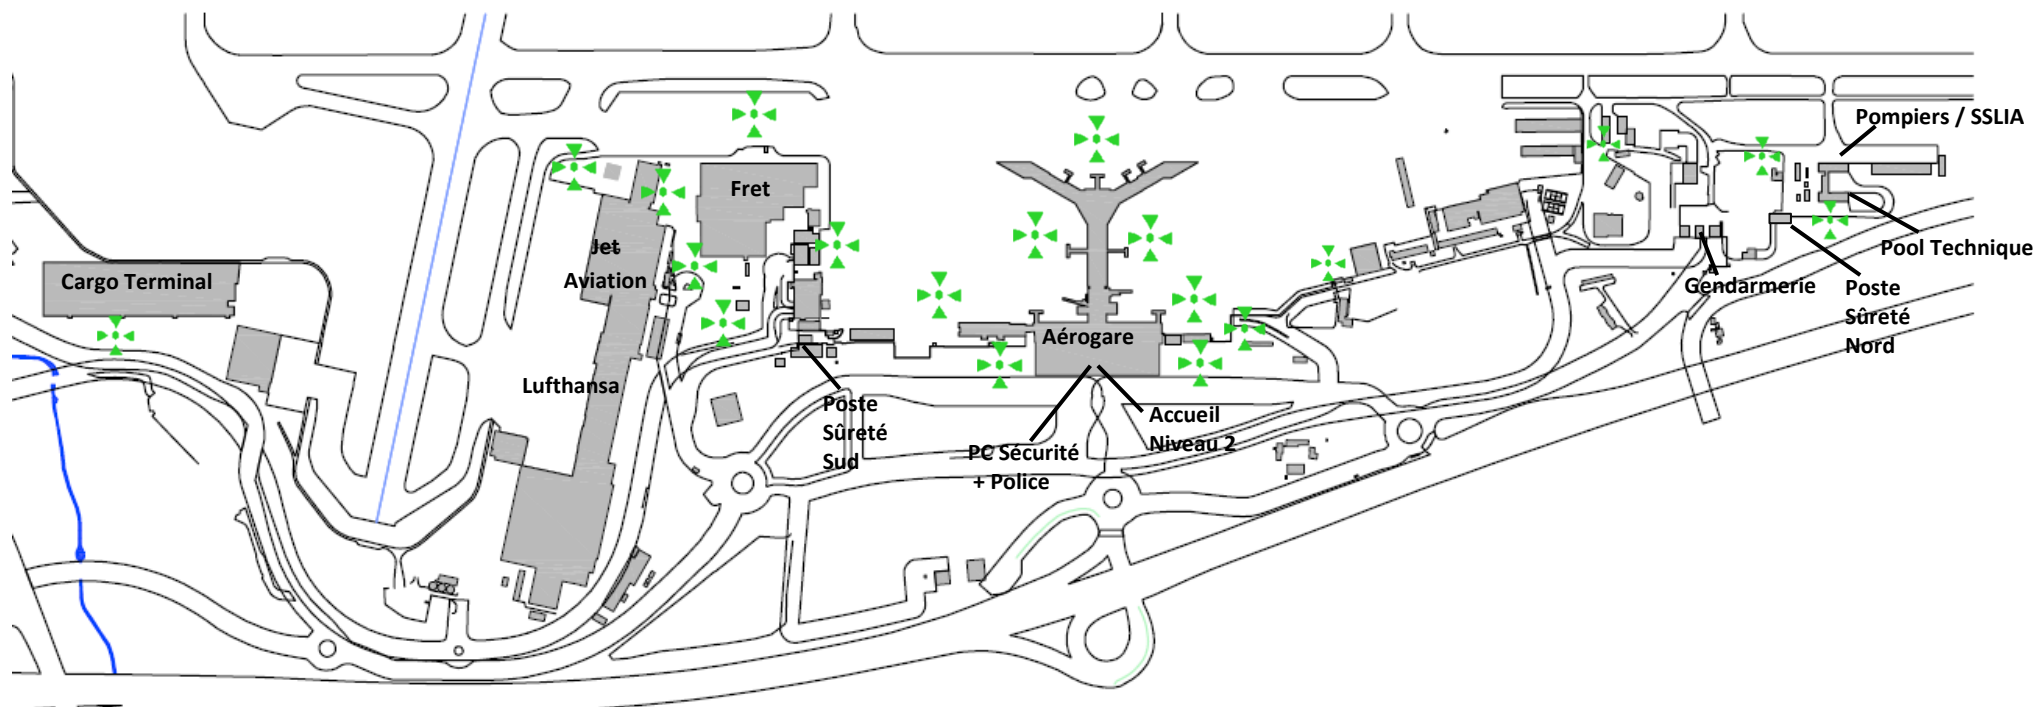 Pompiers / SSLIA
Fret
Jet
Aviation
Cargo Terminal
Pool Technique
Gendarmerie
Poste
Sûreté
Nord
Aérogare
Lufthansa
Poste
Sûreté
Sud
Accueil
Niveau 2
PC Sécurité
+ Police